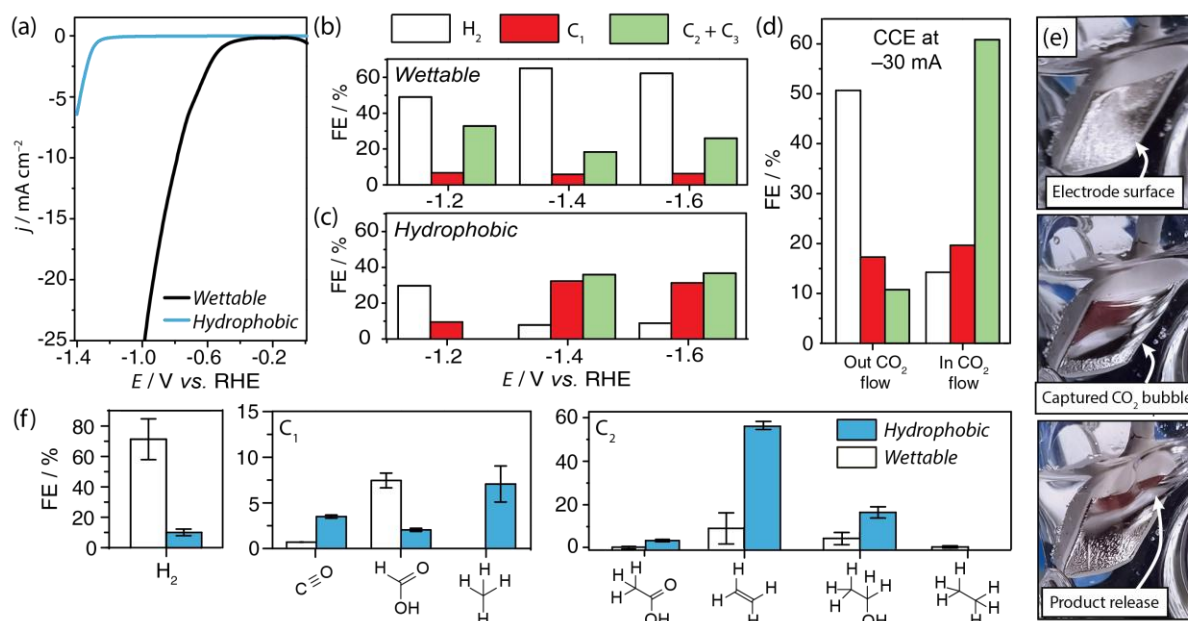 (a)
0
-5
-10
-15
-20
-25
j / mA cm⁻²
Wettable
Hydrophobic
-1.4 -1.0 -0.6 -0.2
E / V vs. RHE
(b)
H₂ C₁ C₂ + C₃
Wettable
60
40
20
0
FE / %
-1.2 -1.4 -1.6
(c)
Hydrophobic
60
40
20
0
FE / %
-1.2 -1.4 -1.6
E / V vs. RHE
(d)
CCE at
–30 mA
60
50
40
30
20
10
0
FE / %
Out CO₂ In CO₂
flow flow
(e)
Electrode surface
Captured CO₂ bubble
Product release
(f)
80
60
40
20
0
FE / %
H₂
C₁
15
10
5
0
C≡O
H O
OH
H H
H H
C₂
60
40
20
0
Hydrophobic
Wettable
H
H O
H OH
H H
H H
H H
H H
H OH
H H
H H
H H